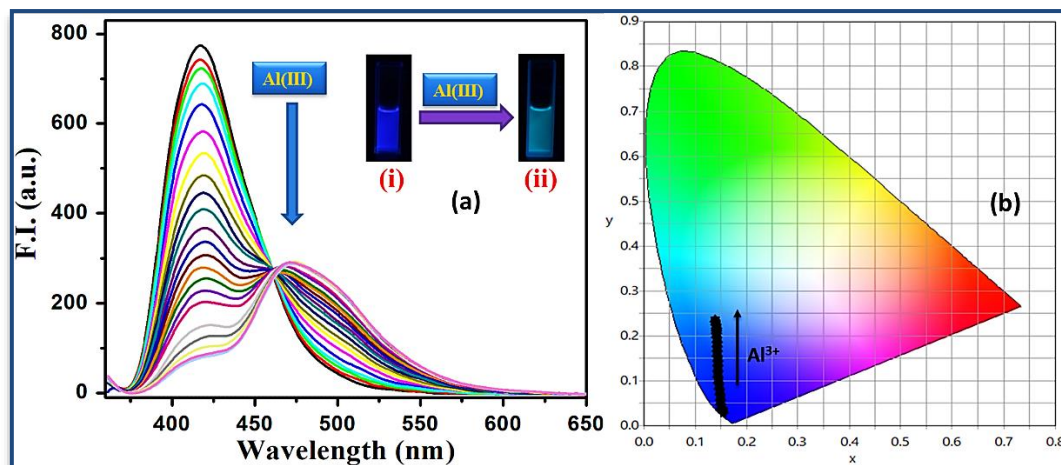 800
600
400
200
0
F.I. (a.u.)
400 450 500 550 600 650
Wavelength (nm)
Al(III)
Al(III)
(i)
(ii)
(a)
0.9
0.8
0.7
0.6
0.5
y
0.4
0.3
0.2
0.1
0.0
0.0 0.1 0.2 0.3 0.4 0.5 0.6 0.7 0.8
x
(b)
Al³⁺